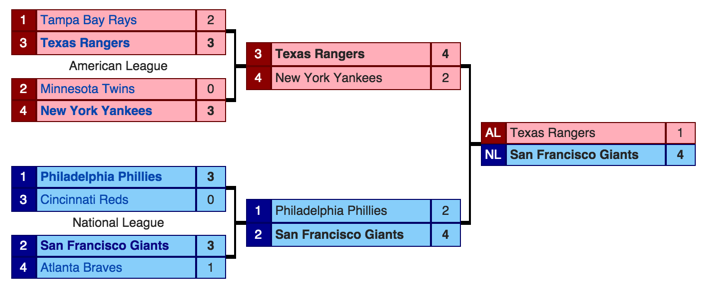 1 Tampa Bay Rays 2
3 Texas Rangers 3
American League
2 Minnesota Twins 0
4 New York Yankees 3
3 Texas Rangers 4
4 New York Yankees 2
AL Texas Rangers 1
NL San Francisco Giants 4
1 Philadelphia Phillies 3
3 Cincinnati Reds 0
National League
2 San Francisco Giants 3
4 Atlanta Braves 1
1 Philadelphia Phillies 2
2 San Francisco Giants 4